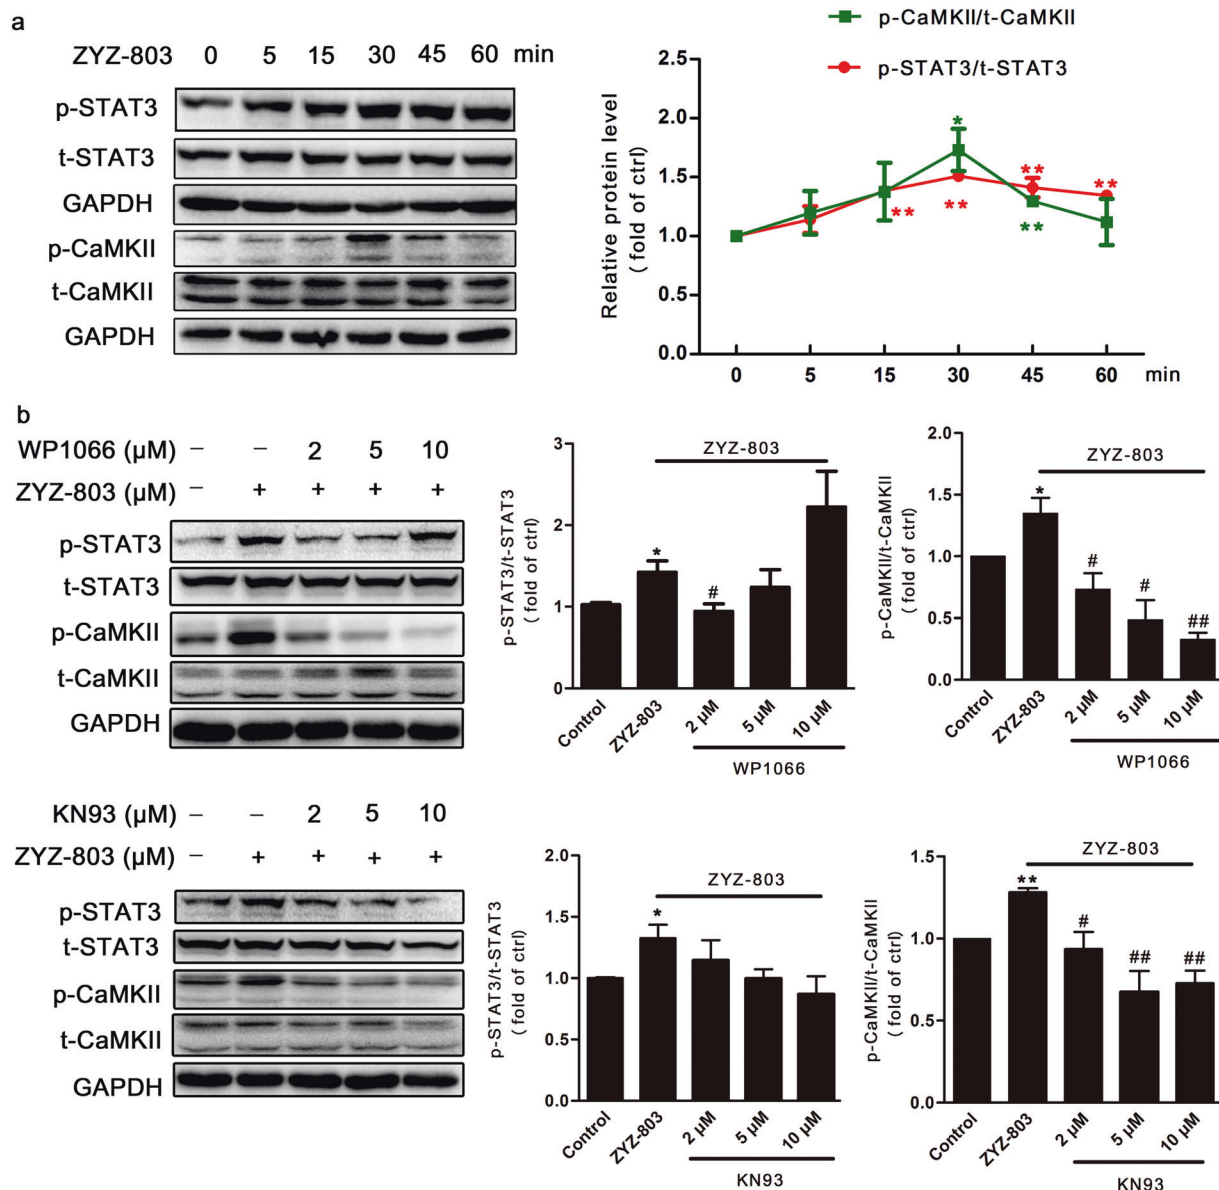 a
ZYZ-803 0 5 15 30 45 60 min
p-STAT3
t-STAT3
GAPDH
p-CaMKII
t-CaMKII
GAPDH
p-CaMKII/t-CaMKII
p-STAT3/t-STAT3
Relative protein level
( fold of ctrl)
2.5
2.0
1.5
1.0
0.5
0.0
*
**
**
**
**
**
0 5 15 30 45 60 min
b
WP1066 (μM) – – 2 5 10
ZYZ-803 (μM) – + + + +
p-STAT3
t-STAT3
p-CaMKII
t-CaMKII
GAPDH
p-STAT3/t-STAT3
( fold of ctrl)
3
2
1
0
ZYZ-803
*
#
Control ZYZ-803 2 μM 5 μM 10 μM
WP1066
p-CaMKII/t-CaMKII
( fold of ctrl)
2.0
1.5
1.0
0.5
0.0
ZYZ-803
*
#
#
##
Control ZYZ-803 2 μM 5 μM 10 μM
WP1066
KN93 (μM) – – 2 5 10
ZYZ-803 (μM) – + + + +
p-STAT3
t-STAT3
p-CaMKII
t-CaMKII
GAPDH
p-STAT3/t-STAT3
( fold of ctrl)
2.0
1.5
1.0
0.5
0.0
ZYZ-803
*
Control ZYZ-803 2 μM 5 μM 10 μM
KN93
p-CaMKII/t-CaMKII
( fold of ctrl)
1.5
1.0
0.5
0.0
ZYZ-803
**
#
##
##
Control ZYZ-803 2 μM 5 μM 10 μM
KN93